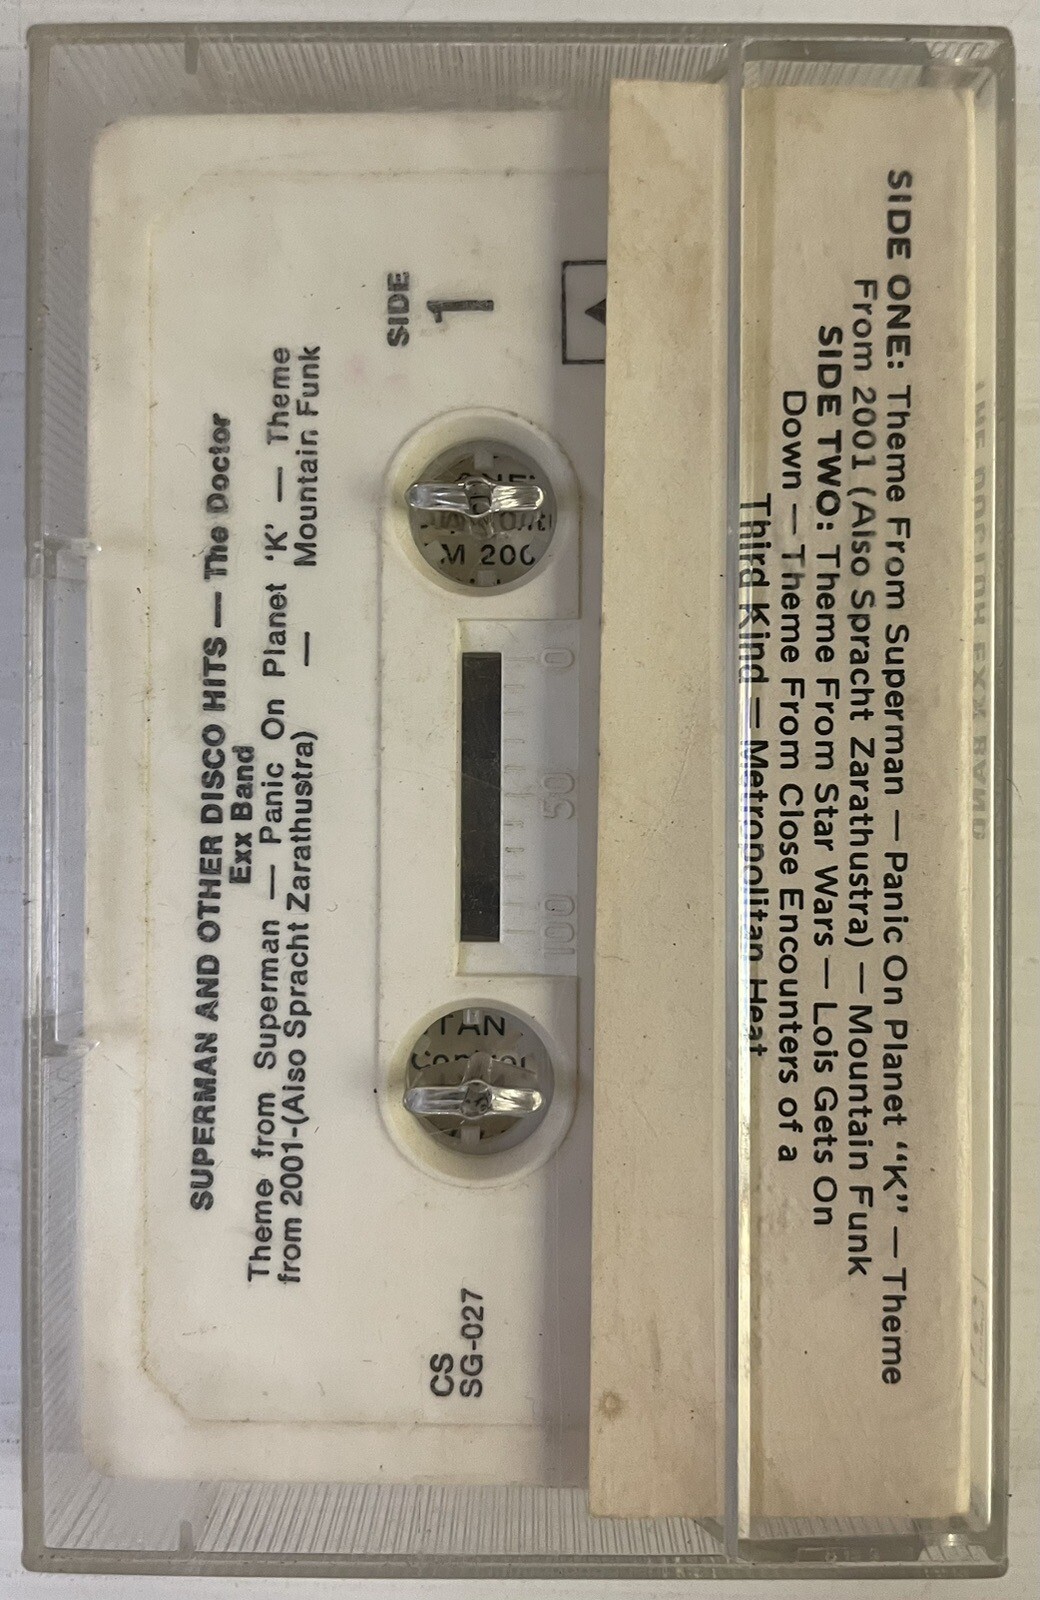 SUPERMAN AND OTHER DISCO HITS — The Doctor
Exx Band
Theme from Superman — Panic On Planet 'K' — Theme
from 2001-(Also Spracht Zarathustra) — Mountain Funk
SIDE
1
CS
SG-027
0
50
100
M 200
TAN
SIDE ONE: Theme From Superman — Panic On Planet “K” — Theme
From 2001 (Also Spracht Zarathustra) — Mountain Funk
SIDE TWO: Theme From Star Wars — Lois Gets On
Down — Theme From Close Encounters of a
Third Kind — Metropolitan Heat